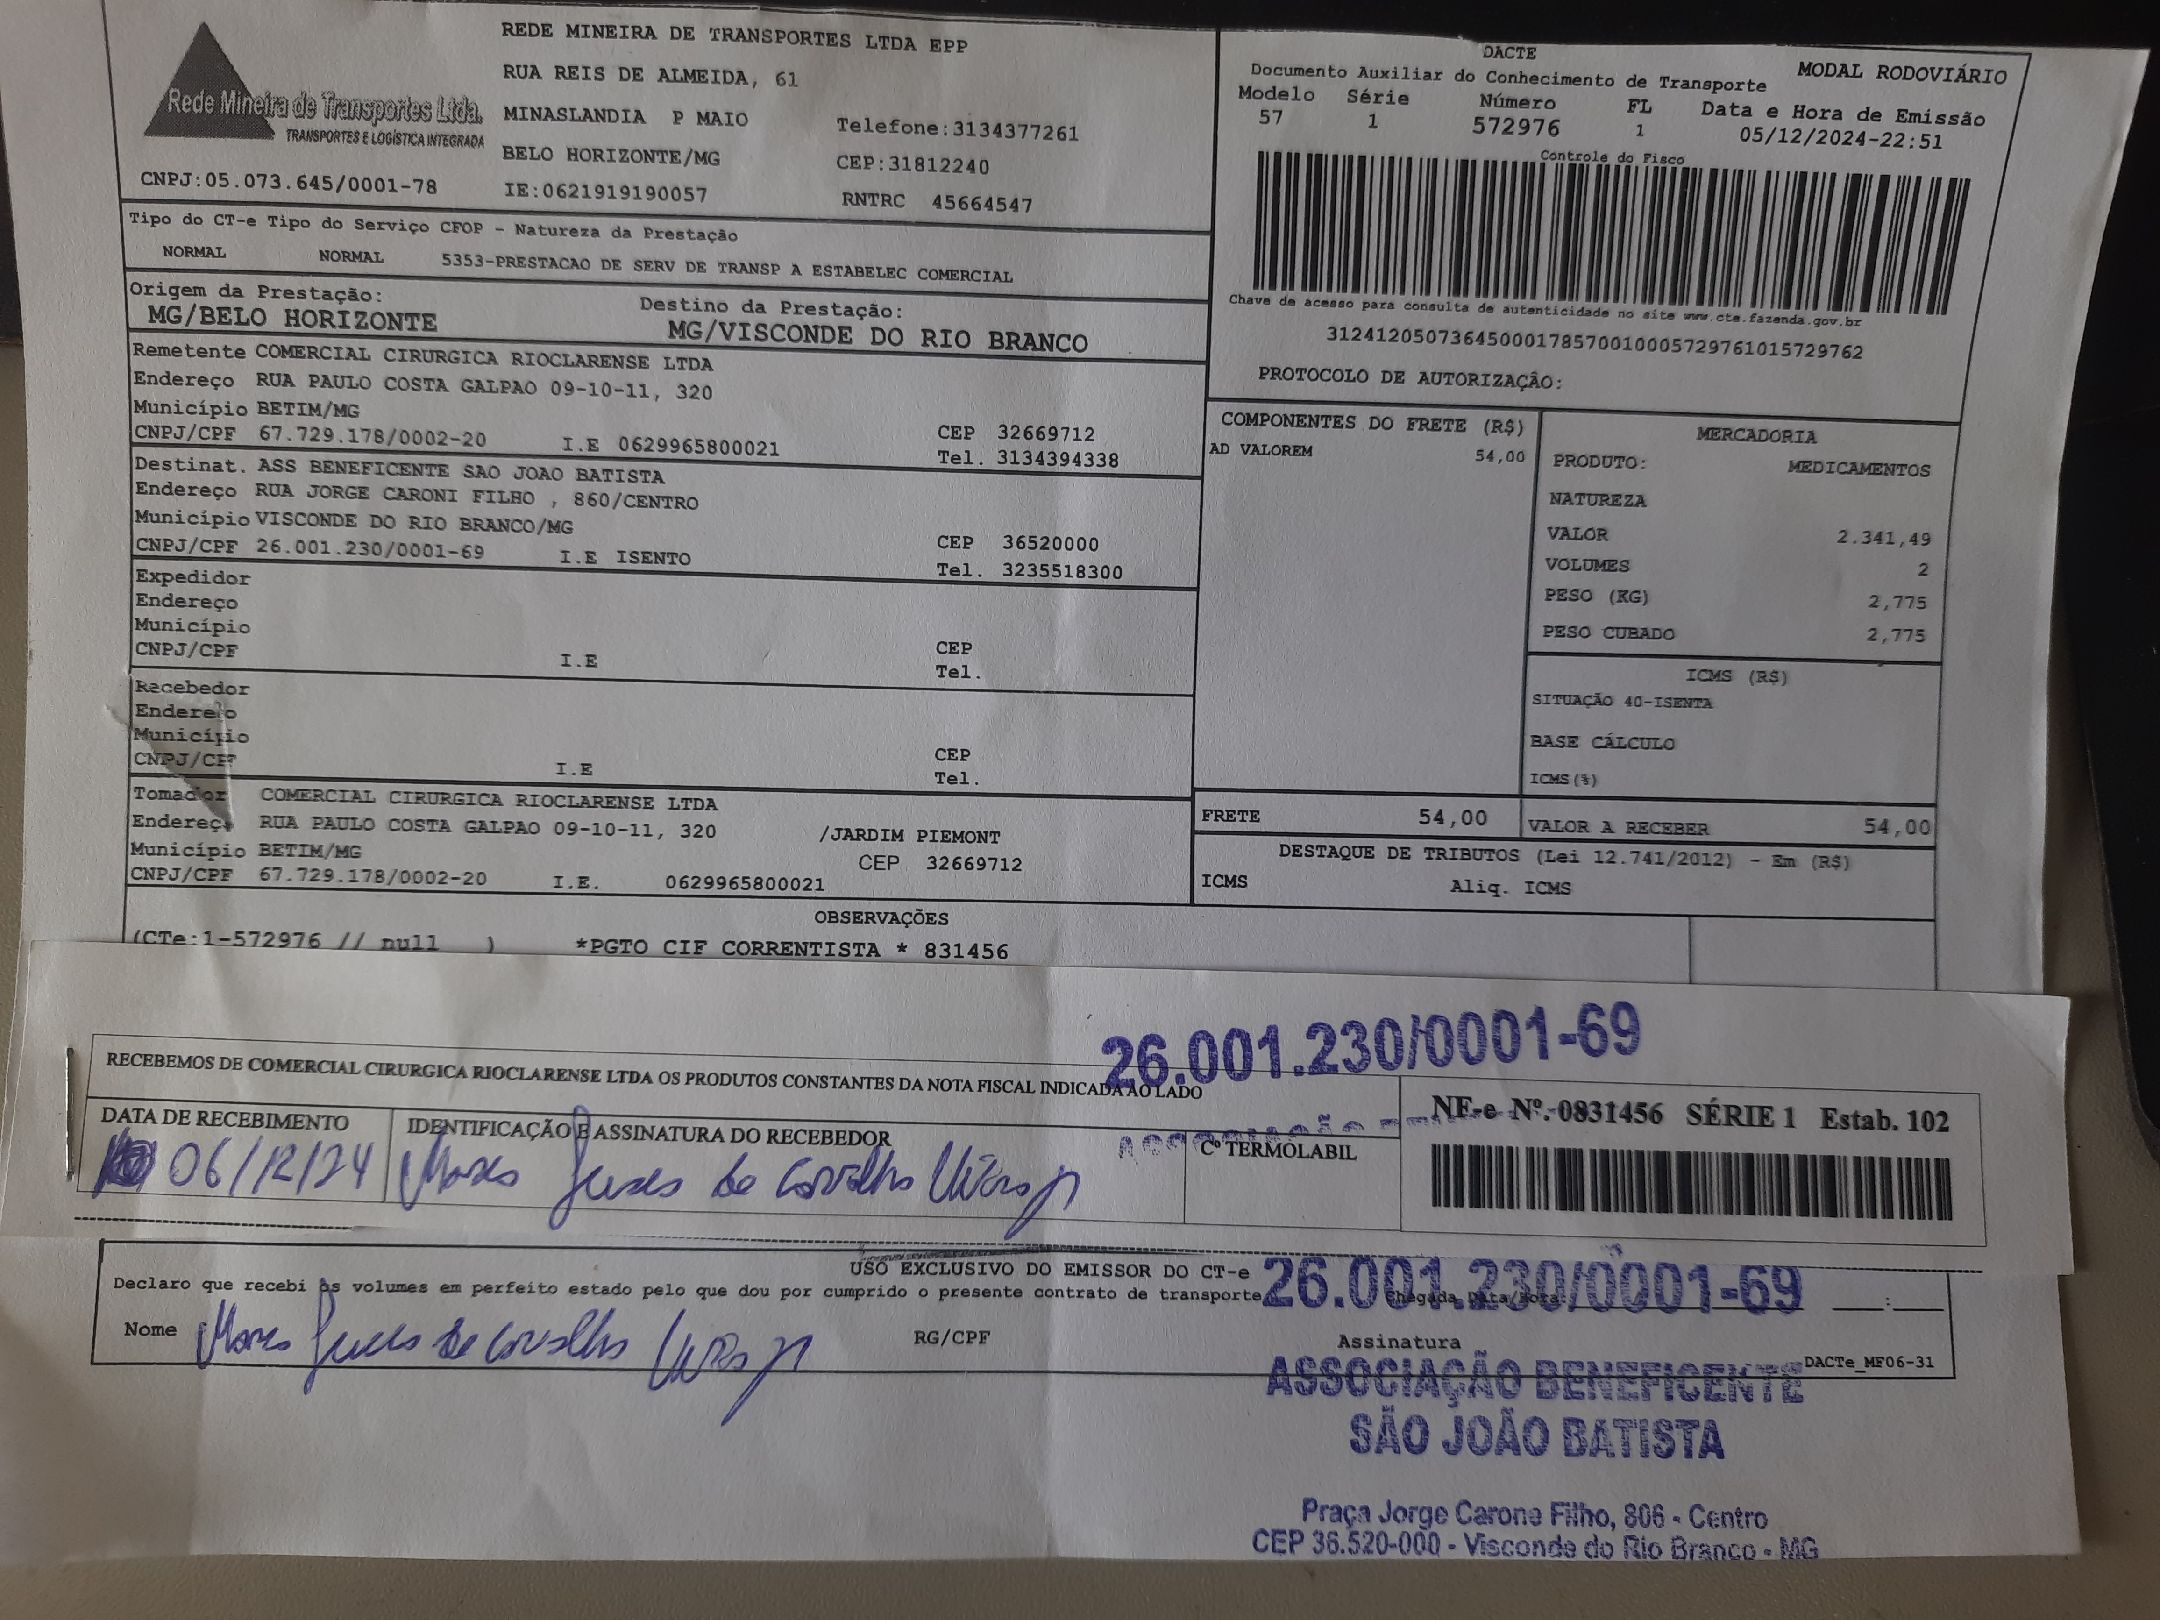 Rede Mineira de Transportes Ltda.
TRANSPORTES E LOGÍSTICA INTEGRADA
CNPJ:05.073.645/0001-78
REDE MINEIRA DE TRANSPORTES LTDA EPP
RUA REIS DE ALMEIDA, 61
MINASLANDIA P MAIO Telefone:3134377261
BELO HORIZONTE/MG CEP:31812240
IE:0621919190057 RNTRC 45664547
DACTE
Documento Auxiliar do Conhecimento de Transporte MODAL RODOVIÁRIO
Modelo Série Número FL Data e Hora de Emissão
57 1 572976 1 05/12/2024-22:51
Controle do Fisco
Chave de acesso para consulta de autenticidade no site www.cte.fazenda.gov.br
31241205073645000178570010005729761015729762
PROTOCOLO DE AUTORIZAÇÃO:
Tipo do CT-e Tipo do Serviço CFOP - Natureza da Prestação
NORMAL NORMAL 5353-PRESTACAO DE SERV DE TRANSP A ESTABELEC COMERCIAL
Origem da Prestação: Destino da Prestação:
MG/BELO HORIZONTE MG/VISCONDE DO RIO BRANCO
Remetente COMERCIAL CIRURGICA RIOCLARENSE LTDA
Endereço RUA PAULO COSTA GALPAO 09-10-11, 320
Município BETIM/MG CEP 32669712
CNPJ/CPF 67.729.178/0002-20 I.E 0629965800021 Tel. 3134394338
Destinat. ASS BENEFICENTE SAO JOAO BATISTA
Endereço RUA JORGE CARONI FILHO , 860/CENTRO
Município VISCONDE DO RIO BRANCO/MG CEP 36520000
CNPJ/CPF 26.001.230/0001-69 I.E ISENTO Tel. 3235518300
Expedidor
Endereço
Município CEP
CNPJ/CPF I.E Tel.
Recebedor
Endereço
Município CEP
CNPJ/CPF I.E Tel.
Tomador COMERCIAL CIRURGICA RIOCLARENSE LTDA
Endereço RUA PAULO COSTA GALPAO 09-10-11, 320 /JARDIM PIEMONT
Município BETIM/MG CEP 32669712
CNPJ/CPF 67.729.178/0002-20 I.E. 0629965800021
COMPONENTES DO FRETE (R$)
AD VALOREM 54,00
MERCADORIA
PRODUTO: MEDICAMENTOS
NATUREZA
VALOR 2.341,49
VOLUMES 2
PESO (KG) 2,775
PESO CUBADO 2,775
ICMS (R$)
SITUAÇÃO 40-ISENTA
BASE CÁLCULO
ICMS(%)
FRETE 54,00 VALOR A RECEBER 54,00
DESTAQUE DE TRIBUTOS (Lei 12.741/2012) - Em (R$)
ICMS Aliq. ICMS
OBSERVAÇÕES
(CTe:1-572976 // null ) *PGTO CIF CORRENTISTA * 831456
26.001.230/0001-69
RECEBEMOS DE COMERCIAL CIRURGICA RIOCLARENSE LTDA OS PRODUTOS CONSTANTES DA NOTA FISCAL INDICADA AO LADO
DATA DE RECEBIMENTO IDENTIFICAÇÃO E ASSINATURA DO RECEBEDOR Cº TERMOLABIL
06/12/24
NF-e Nº. 0831456 SÉRIE 1 Estab. 102
USO EXCLUSIVO DO EMISSOR DO CT-e
Declaro que recebi os volumes em perfeito estado pelo que dou por cumprido o presente contrato de transporte
26.001.230/0001-69
Chegada Data/Hora: :
Nome de Carvalho RG/CPF Assinatura
DACTe_MF06-31
ASSOCIAÇÃO BENEFICENTE
SÃO JOÃO BATISTA
Praça Jorge Carone Filho, 806 - Centro
CEP 36.520-000 - Visconde do Rio Branco - MG